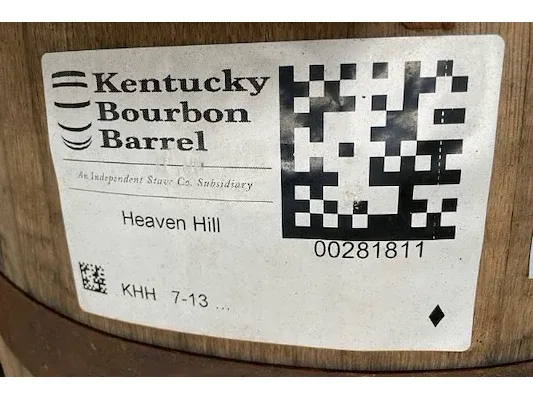 Kentucky
Bourbon
Barrel
An Independent Stave Co. Subsidiary
Heaven Hill
00281811
KHH 7-13 ...